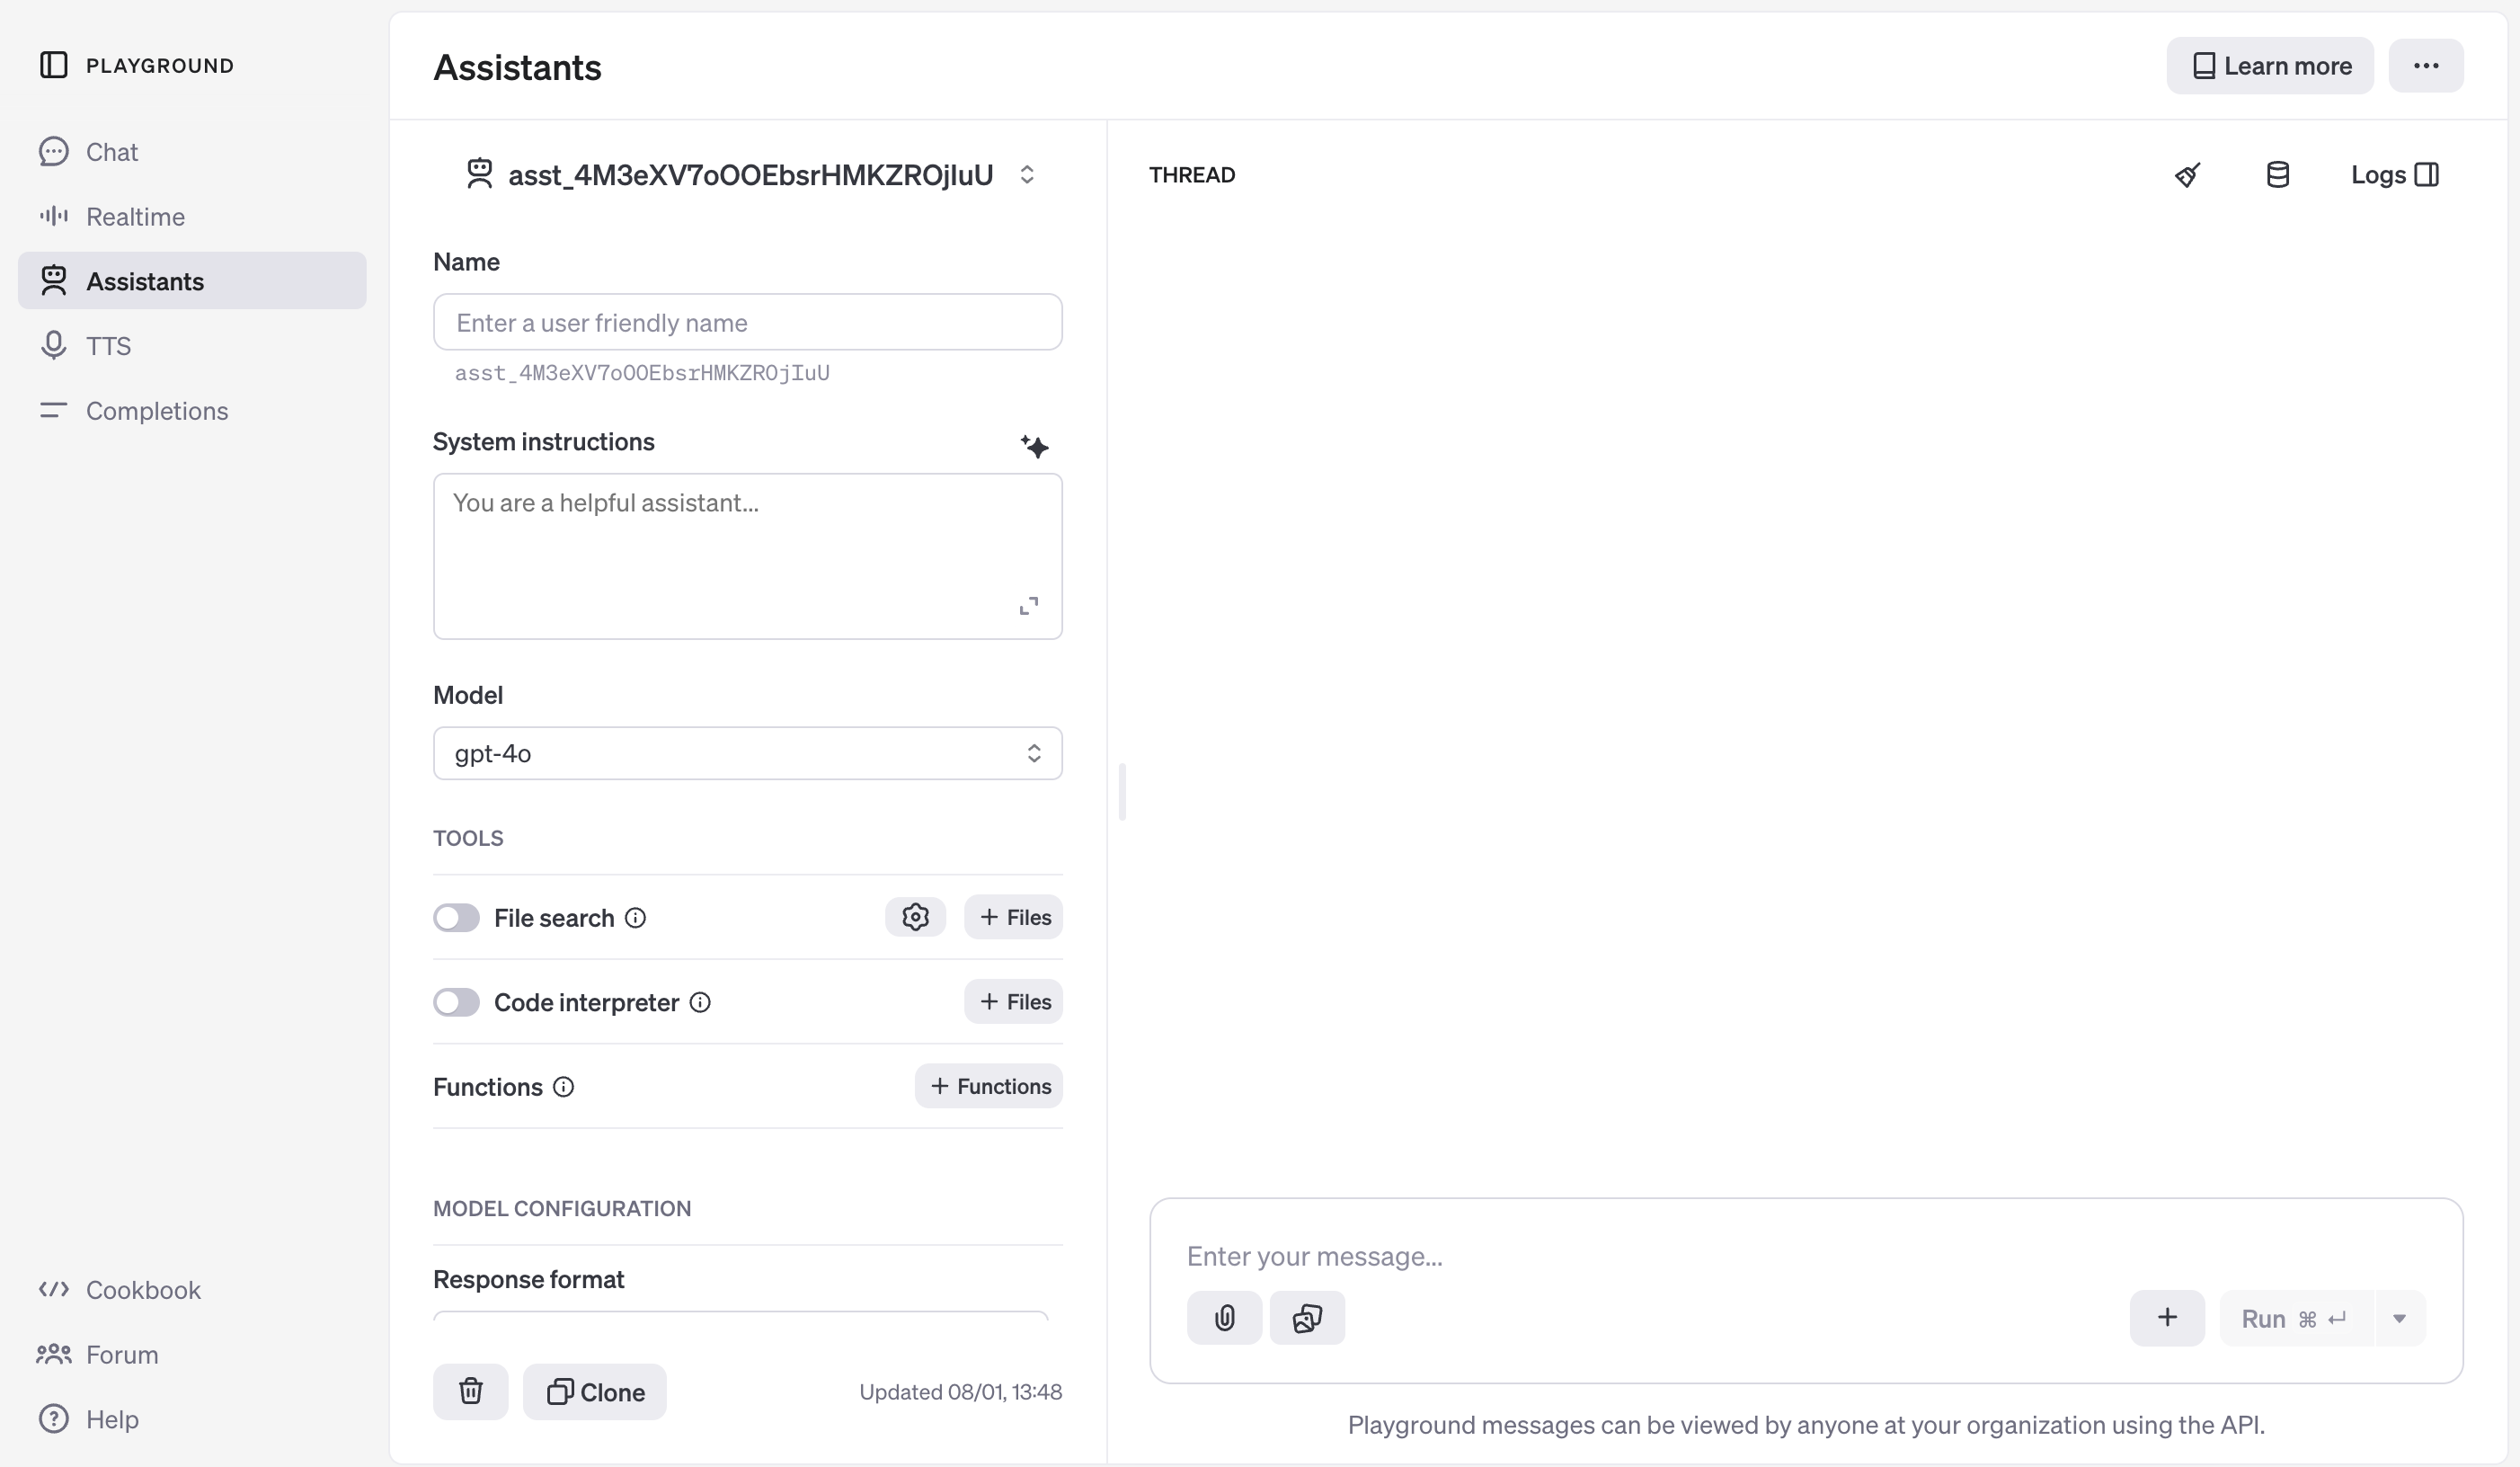 PLAYGROUND
Chat
Realtime
Assistants
TTS
Completions
Cookbook
Forum
Help
Assistants
Learn more
asst_4M3eXV7oOOEbsrHMKZROjIuU
Name
Enter a user friendly name
asst_4M3eXV7oOOEbsrHMKZROjIuU
System instructions
You are a helpful assistant...
Model
gpt-4o
TOOLS
File search
+ Files
Code interpreter
+ Files
Functions
+ Functions
MODEL CONFIGURATION
Response format
Clone
Updated 08/01, 13:48
THREAD
Logs
Enter your message...
Run ⌘ ↵
Playground messages can be viewed by anyone at your organization using the API.